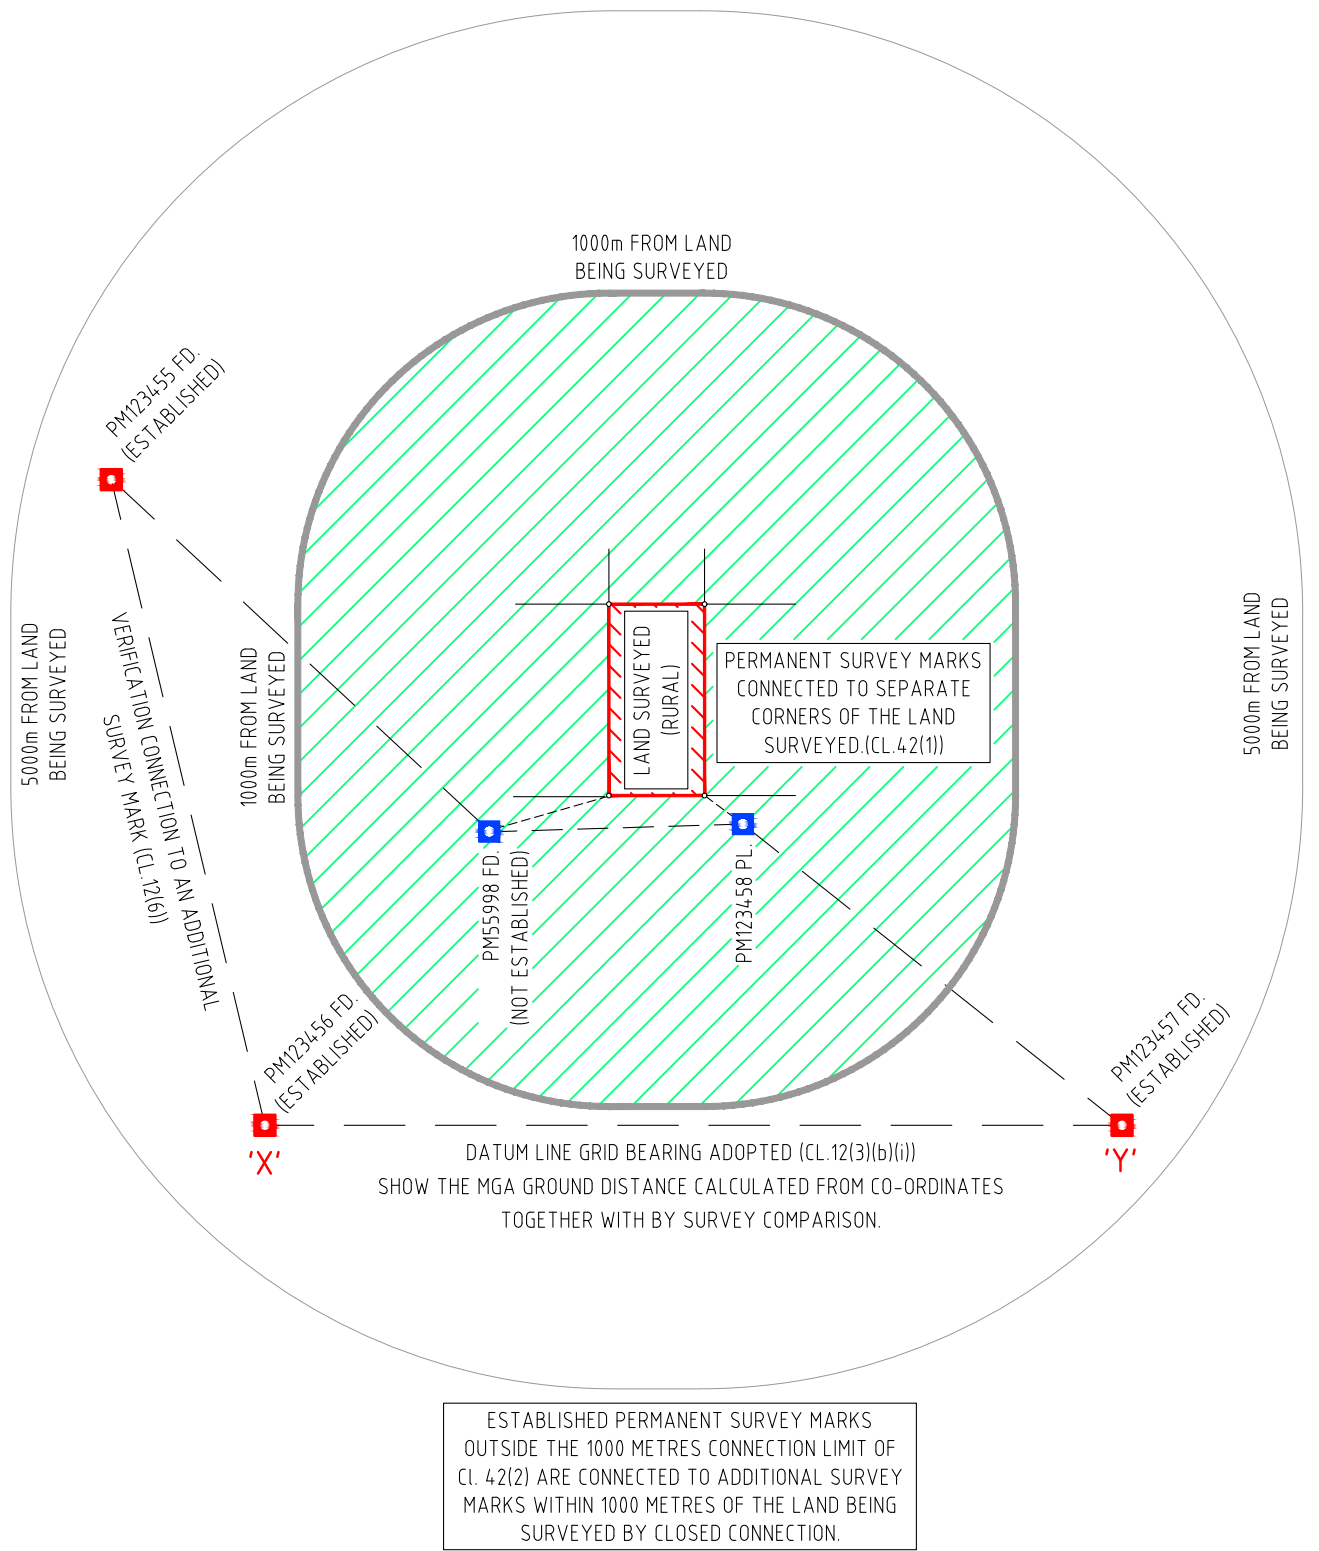 1000m FROM LAND
BEING SURVEYED
PM123455 FD.
(ESTABLISHED)
5000m FROM LAND
BEING SURVEYED
VERIFICATION CONNECTION TO AN ADDITIONAL
SURVEY MARK (CL.12(6))
1000m FROM LAND
BEING SURVEYED
LAND SURVEYED
(RURAL)
PERMANENT SURVEY MARKS
CONNECTED TO SEPARATE
CORNERS OF THE LAND
SURVEYED.(CL.42(1))
5000m FROM LAND
BEING SURVEYED
PM55998 FD.
(NOT ESTABLISHED)
PM123458 PL.
PM123456 FD.
(ESTABLISHED)
PM123457 FD.
(ESTABLISHED)
'X'
'Y'
DATUM LINE GRID BEARING ADOPTED (CL.12(3)(b)(i))
SHOW THE MGA GROUND DISTANCE CALCULATED FROM CO-ORDINATES
TOGETHER WITH BY SURVEY COMPARISON.
ESTABLISHED PERMANENT SURVEY MARKS
OUTSIDE THE 1000 METRES CONNECTION LIMIT OF
Cl. 42(2) ARE CONNECTED TO ADDITIONAL SURVEY
MARKS WITHIN 1000 METRES OF THE LAND BEING
SURVEYED BY CLOSED CONNECTION.